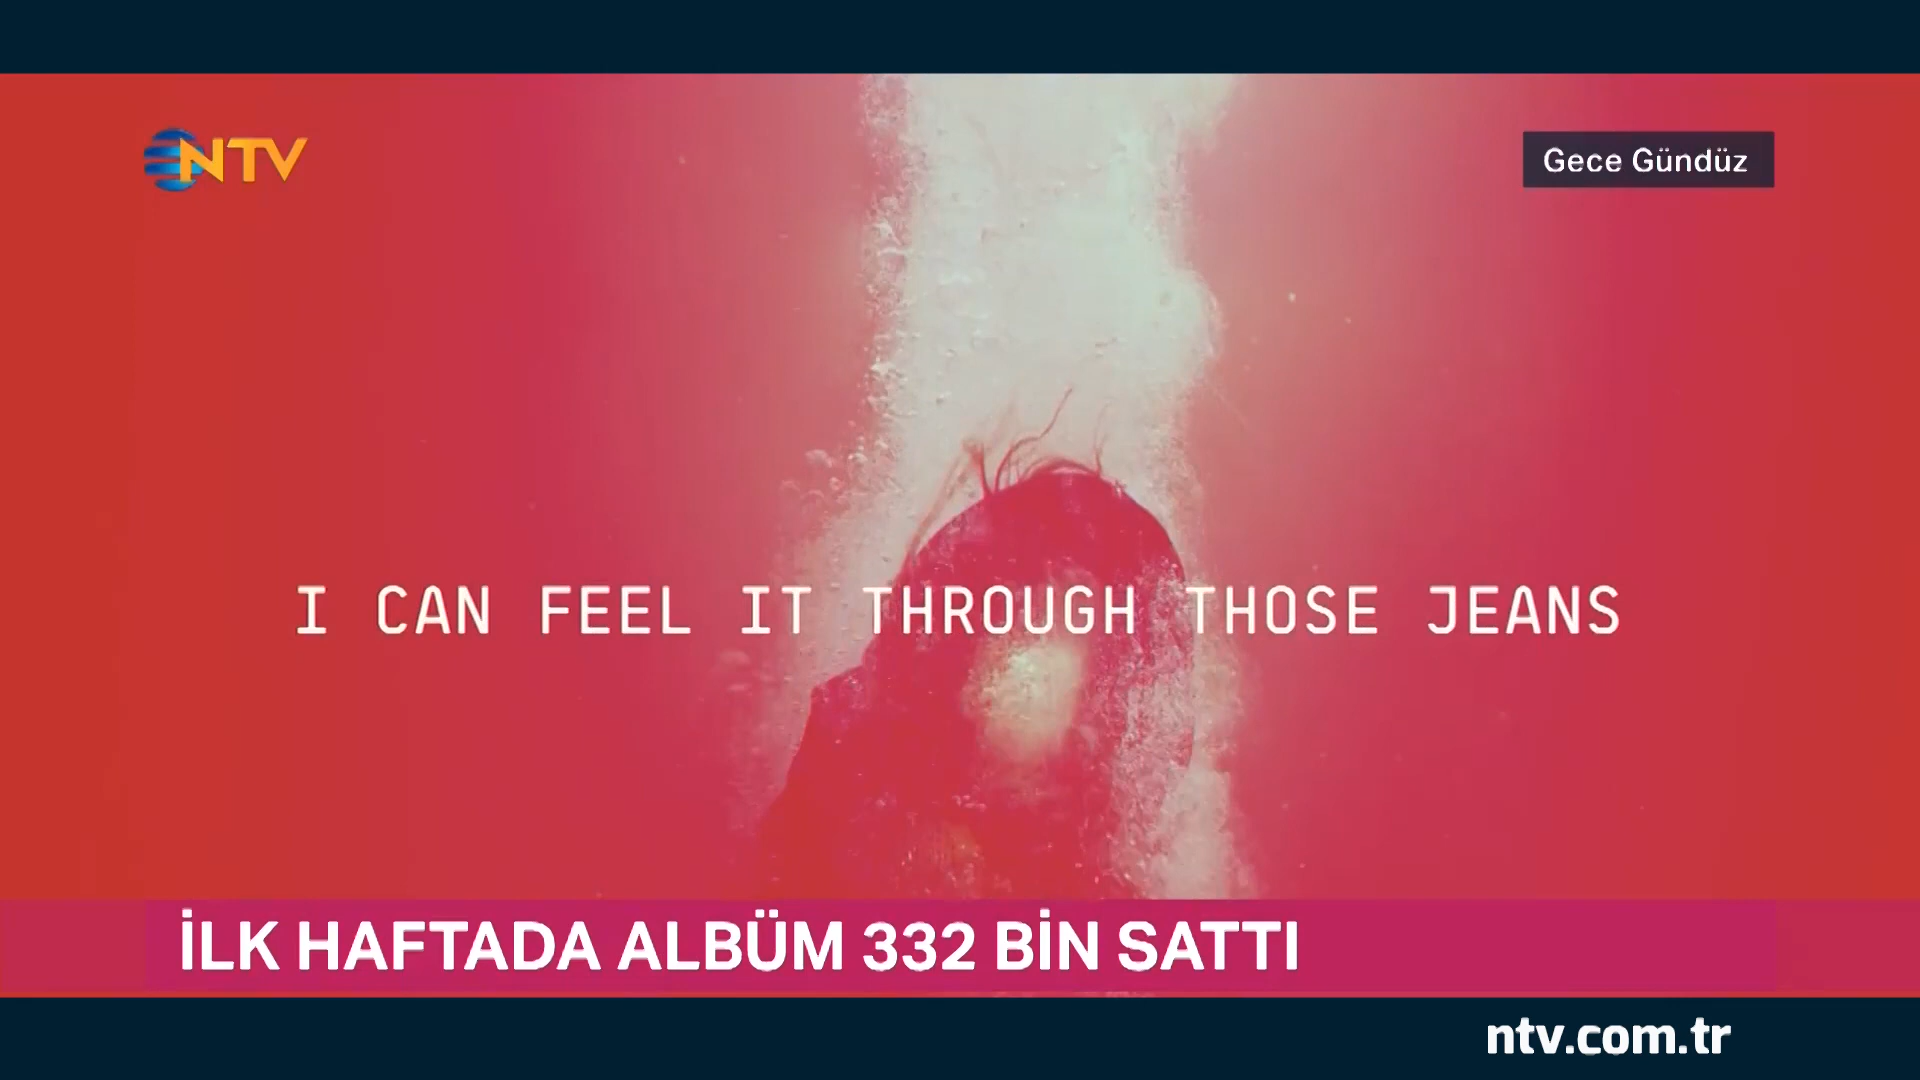 NTV
Gece Gündüz
I CAN FEEL IT THROUGH THOSE JEANS
İLK HAFTADA ALBÜM 332 BİN SATTI
ntv.com.tr